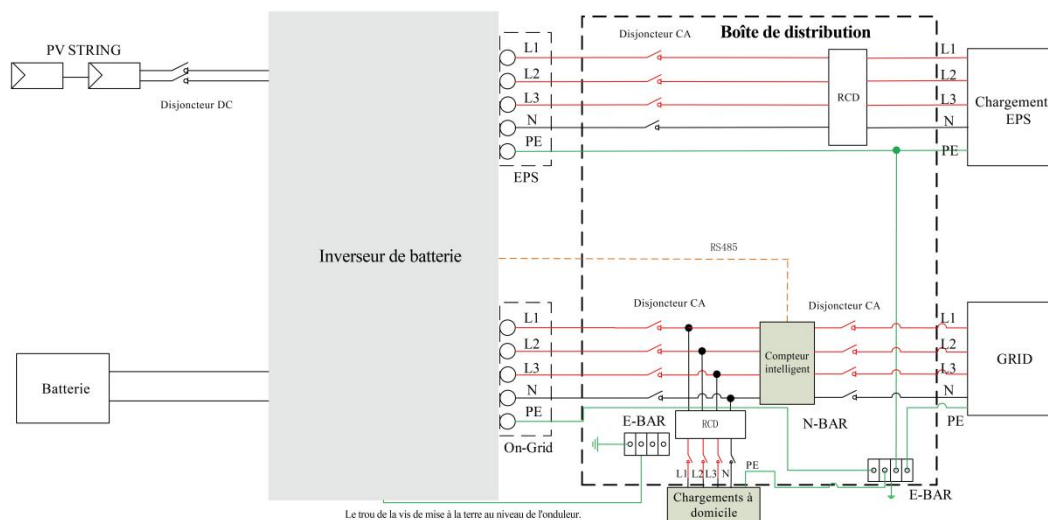 PV STRING
Disjoncteur DC
Batterie
Inverseur de batterie
L1
L2
L3
N
PE
EPS
Boîte de distribution
Disjoncteur CA
RCD
L1
L2
L3
N
PE
Chargement
EPS
RS485
L1
L2
L3
N
PE
On-Grid
Disjoncteur CA
Disjoncteur CA
Compteur
intelligent
L1
L2
L3
N
PE
GRID
E-BAR
RCD
N-BAR
L1
L2
L3
N
PE
Chargements à
domicile
E-BAR
Le trou de la vis de mise à la terre au niveau de l'onduleur.